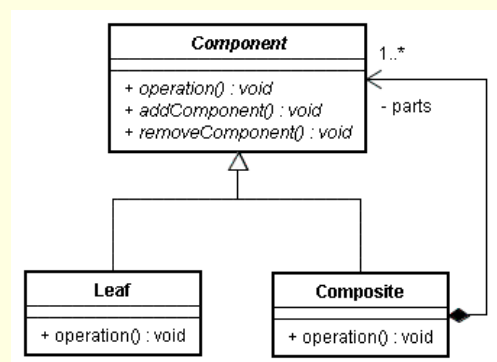 Component
+ operation() : void
+ addComponent() : void
+ removeComponent() : void
1..*
- parts
Leaf
+ operation() : void
Composite
+ operation() : void